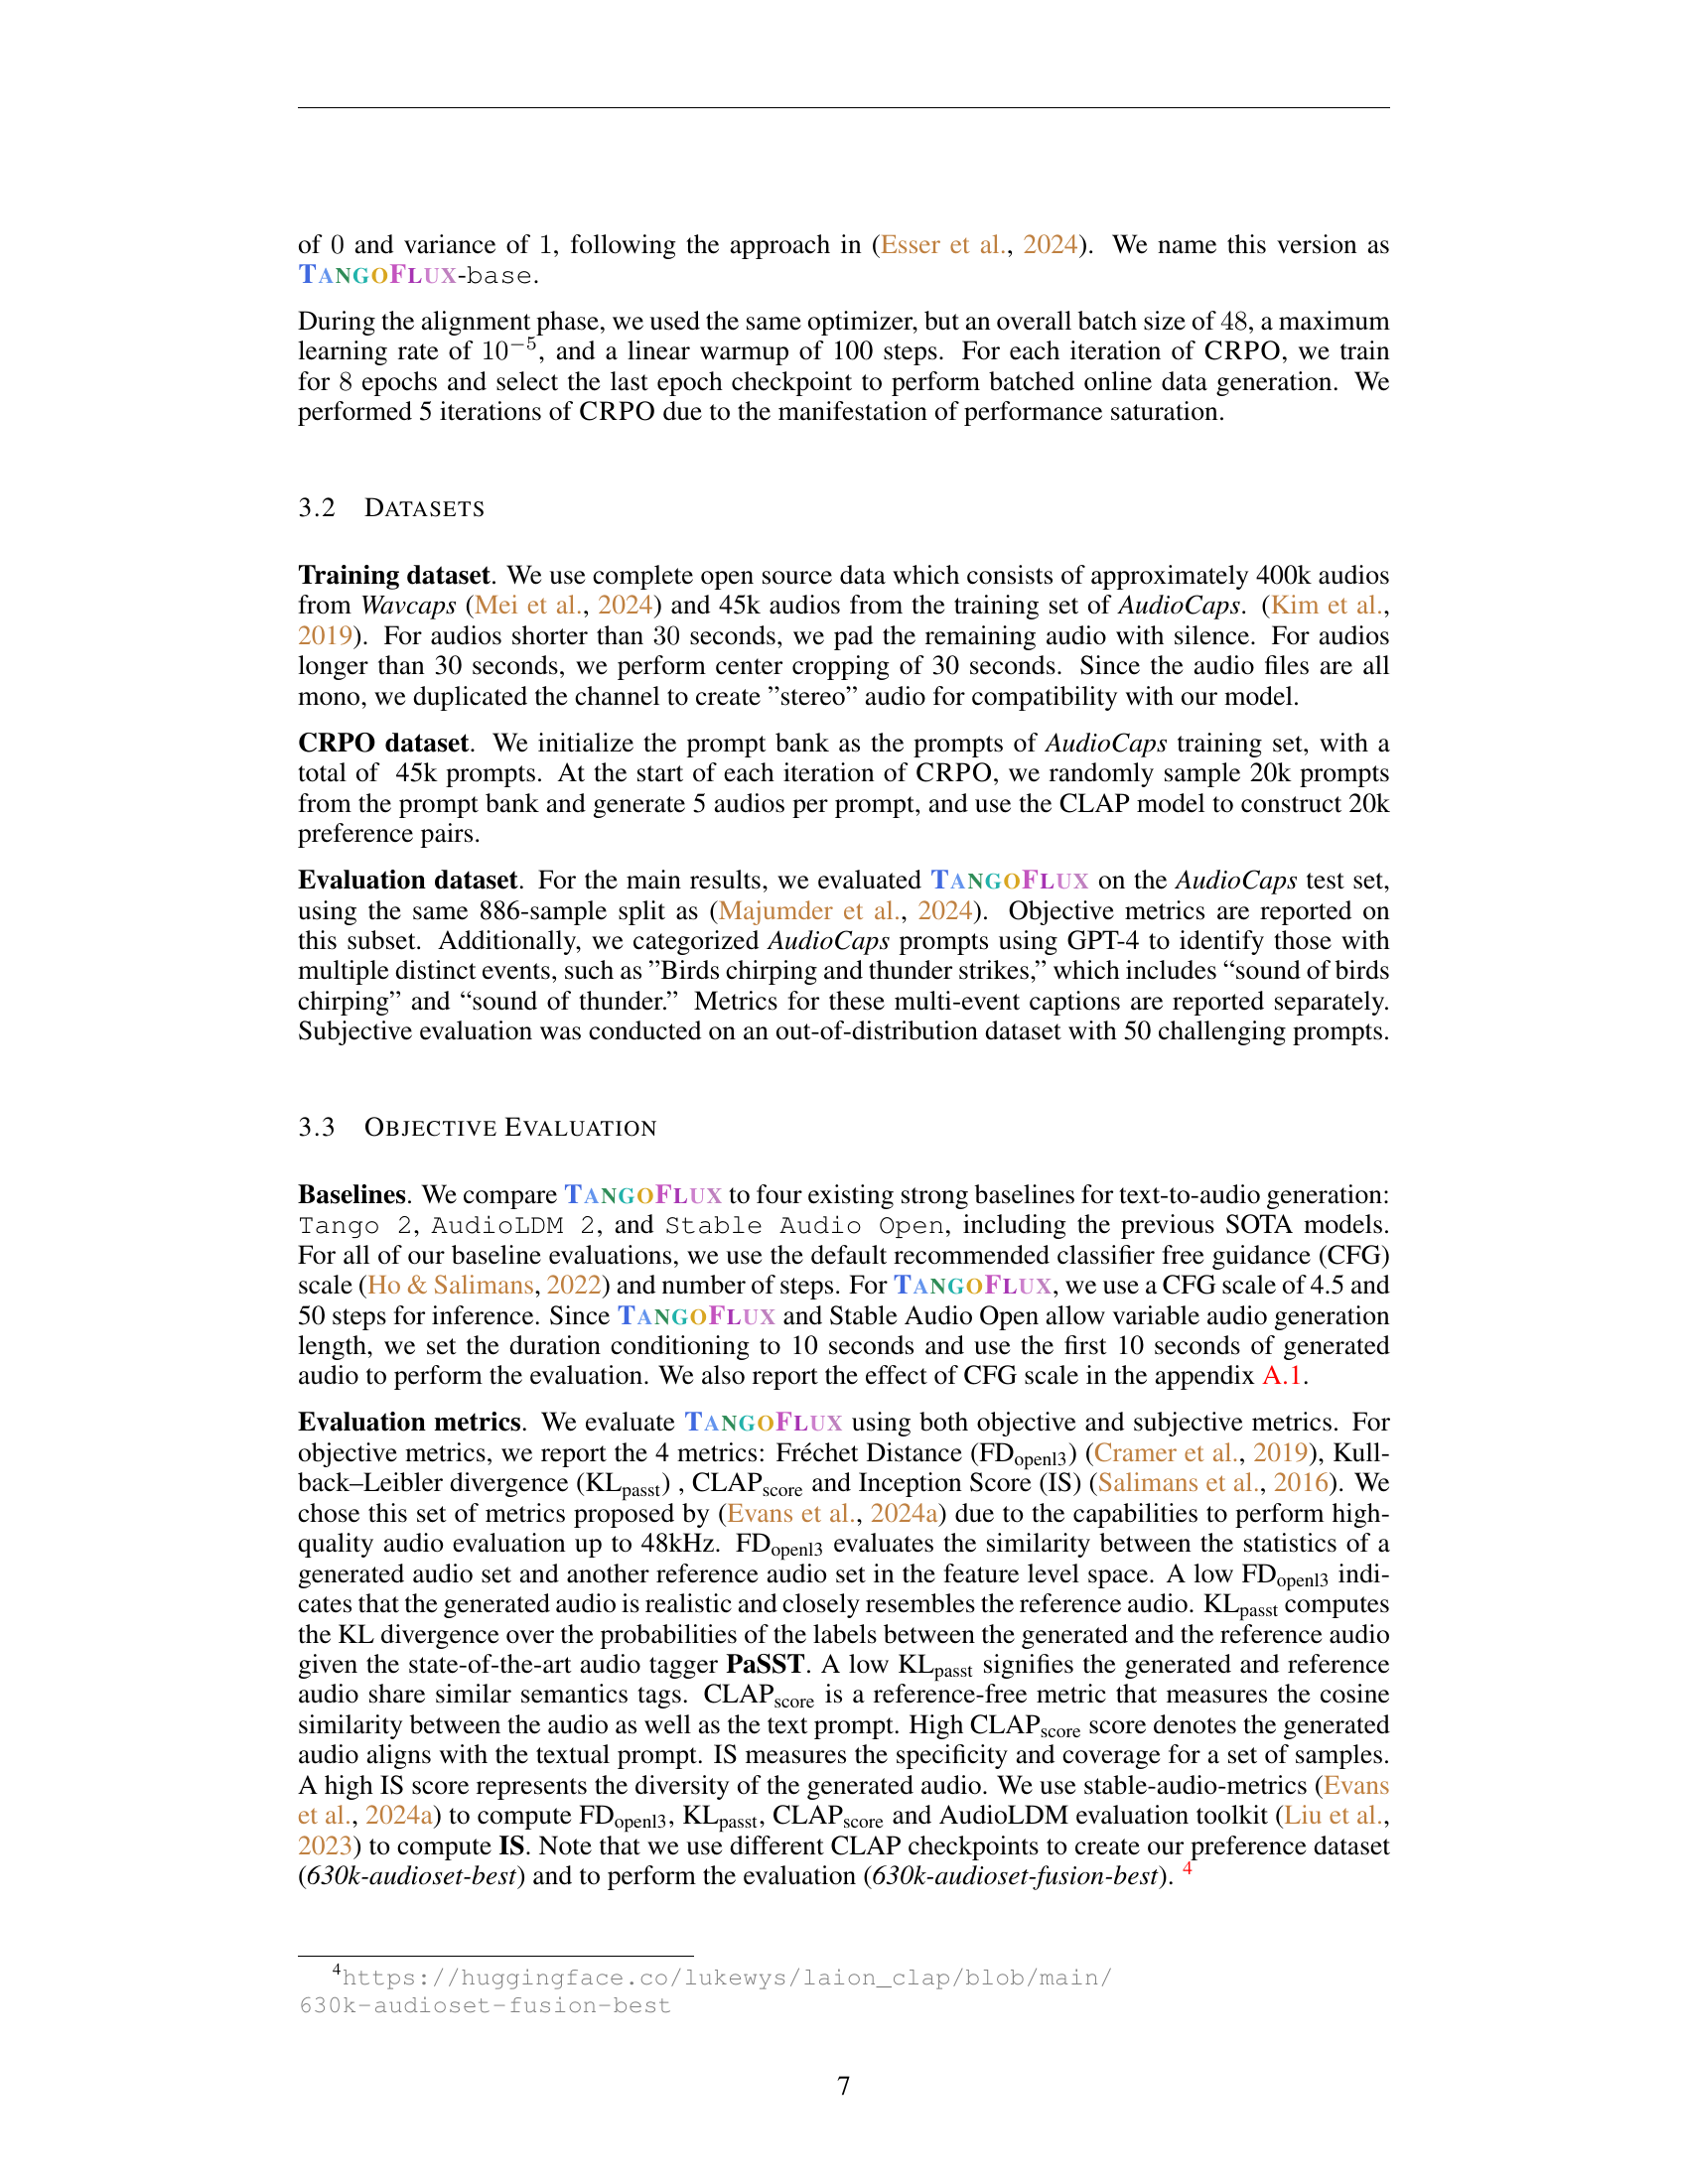 of 0 and variance of 1, following the approach in (Esser et al., 2024). We name this version as
TANGOFLUX-base.
During the alignment phase, we used the same optimizer, but an overall batch size of 48, a maximum
learning rate of 10⁻⁵, and a linear warmup of 100 steps. For each iteration of CRPO, we train
for 8 epochs and select the last epoch checkpoint to perform batched online data generation. We
performed 5 iterations of CRPO due to the manifestation of performance saturation.
3.2 DATASETS
Training dataset. We use complete open source data which consists of approximately 400k audios
from Wavcaps (Mei et al., 2024) and 45k audios from the training set of AudioCaps. (Kim et al.,
2019). For audios shorter than 30 seconds, we pad the remaining audio with silence. For audios
longer than 30 seconds, we perform center cropping of 30 seconds. Since the audio files are all
mono, we duplicated the channel to create ”stereo” audio for compatibility with our model.
CRPO dataset. We initialize the prompt bank as the prompts of AudioCaps training set, with a
total of 45k prompts. At the start of each iteration of CRPO, we randomly sample 20k prompts
from the prompt bank and generate 5 audios per prompt, and use the CLAP model to construct 20k
preference pairs.
Evaluation dataset. For the main results, we evaluated TANGOFLUX on the AudioCaps test set,
using the same 886-sample split as (Majumder et al., 2024). Objective metrics are reported on
this subset. Additionally, we categorized AudioCaps prompts using GPT-4 to identify those with
multiple distinct events, such as ”Birds chirping and thunder strikes,” which includes “sound of birds
chirping” and “sound of thunder.” Metrics for these multi-event captions are reported separately.
Subjective evaluation was conducted on an out-of-distribution dataset with 50 challenging prompts.
3.3 OBJECTIVE EVALUATION
Baselines. We compare TANGOFLUX to four existing strong baselines for text-to-audio generation:
Tango 2, AudioLDM 2, and Stable Audio Open, including the previous SOTA models.
For all of our baseline evaluations, we use the default recommended classifier free guidance (CFG)
scale (Ho & Salimans, 2022) and number of steps. For TANGOFLUX, we use a CFG scale of 4.5 and
50 steps for inference. Since TANGOFLUX and Stable Audio Open allow variable audio generation
length, we set the duration conditioning to 10 seconds and use the first 10 seconds of generated
audio to perform the evaluation. We also report the effect of CFG scale in the appendix A.1.
Evaluation metrics. We evaluate TANGOFLUX using both objective and subjective metrics. For
objective metrics, we report the 4 metrics: Fréchet Distance (FDopenl3) (Cramer et al., 2019), Kull-
back–Leibler divergence (KLpasst) , CLAPscore and Inception Score (IS) (Salimans et al., 2016). We
chose this set of metrics proposed by (Evans et al., 2024a) due to the capabilities to perform high-
quality audio evaluation up to 48kHz. FDopenl3 evaluates the similarity between the statistics of a
generated audio set and another reference audio set in the feature level space. A low FDopenl3 indi-
cates that the generated audio is realistic and closely resembles the reference audio. KLpasst computes
the KL divergence over the probabilities of the labels between the generated and the reference audio
given the state-of-the-art audio tagger PaSST. A low KLpasst signifies the generated and reference
audio share similar semantics tags. CLAPscore is a reference-free metric that measures the cosine
similarity between the audio as well as the text prompt. High CLAPscore score denotes the generated
audio aligns with the textual prompt. IS measures the specificity and coverage for a set of samples.
A high IS score represents the diversity of the generated audio. We use stable-audio-metrics (Evans
et al., 2024a) to compute FDopenl3, KLpasst, CLAPscore and AudioLDM evaluation toolkit (Liu et al.,
2023) to compute IS. Note that we use different CLAP checkpoints to create our preference dataset
(630k-audioset-best) and to perform the evaluation (630k-audioset-fusion-best). ⁴
⁴https://huggingface.co/lukewys/laion_clap/blob/main/
630k-audioset-fusion-best
7